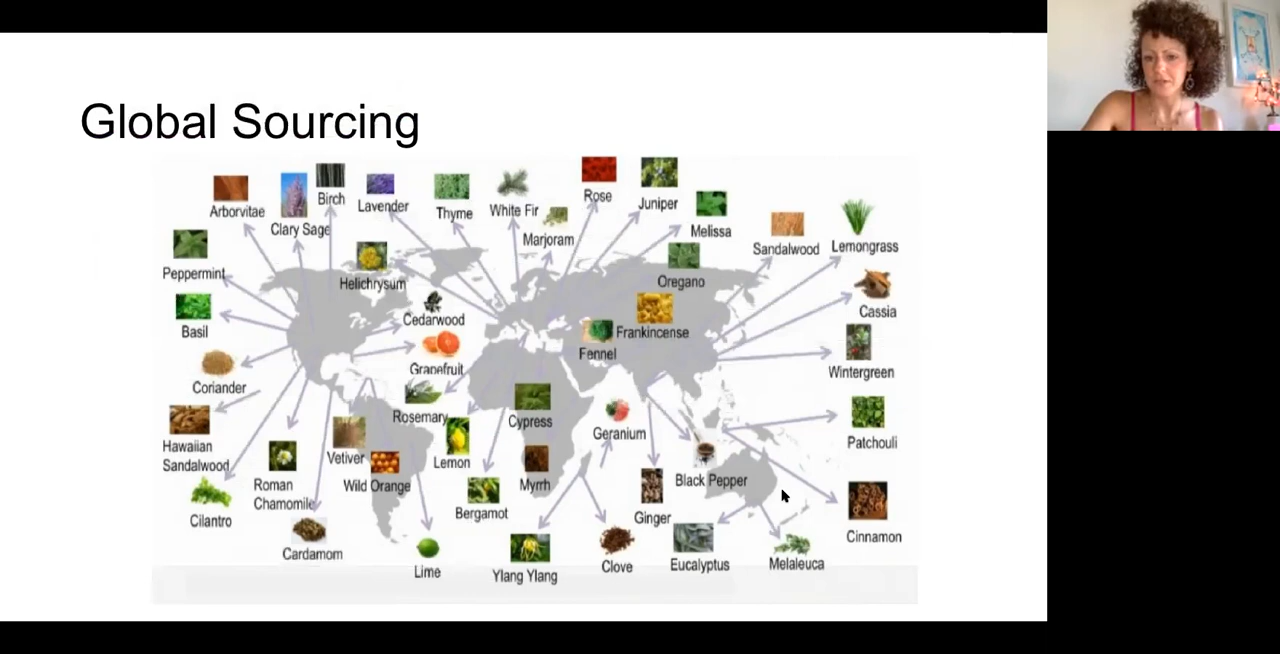 Global Sourcing
Arborvitae
Clary Sage
Birch
Lavender
Thyme
White Fir
Marjoram
Rose
Juniper
Melissa
Sandalwood
Lemongrass
Peppermint
Helichrysum
Oregano
Cassia
Basil
Cedarwood
Frankincense
Fennel
Grapefruit
Wintergreen
Coriander
Rosemary
Cypress
Geranium
Patchouli
Hawaiian
Sandalwood
Vetiver
Lemon
Roman
Chamomile
Wild Orange
Myrrh
Black Pepper
Cilantro
Bergamot
Ginger
Cinnamon
Cardamom
Lime
Ylang Ylang
Clove
Eucalyptus
Melaleuca